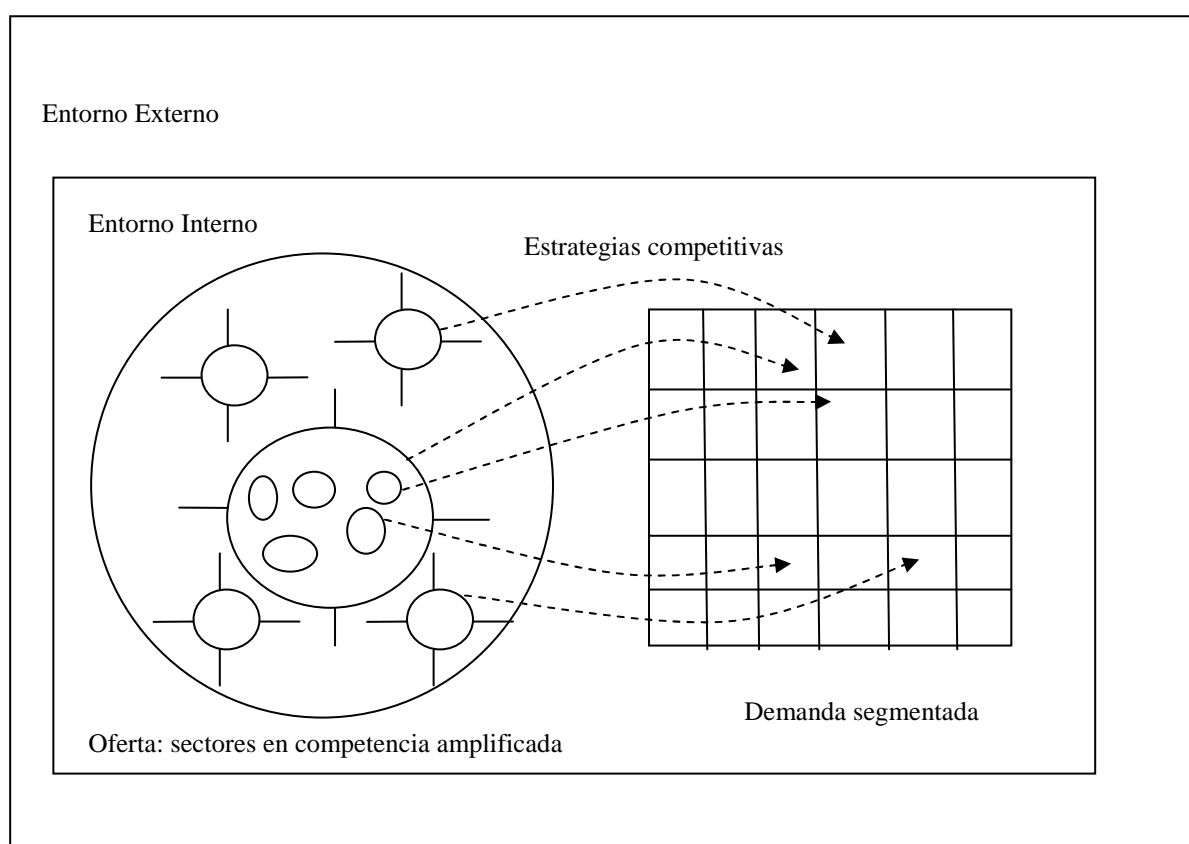 Entorno Externo
Entorno Interno
Estrategias competitivas
Demanda segmentada
Oferta: sectores en competencia amplificada